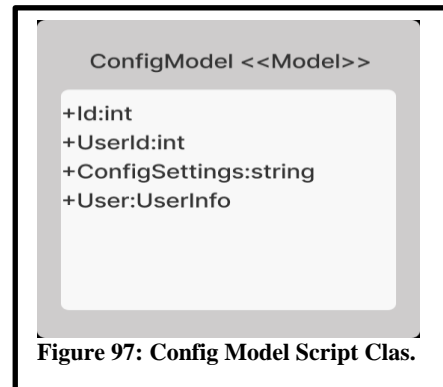 ConfigModel <<Model>>
+Id:int
+UserId:int
+ConfigSettings:string
+User:UserInfo
Figure 97: Config Model Script Clas.